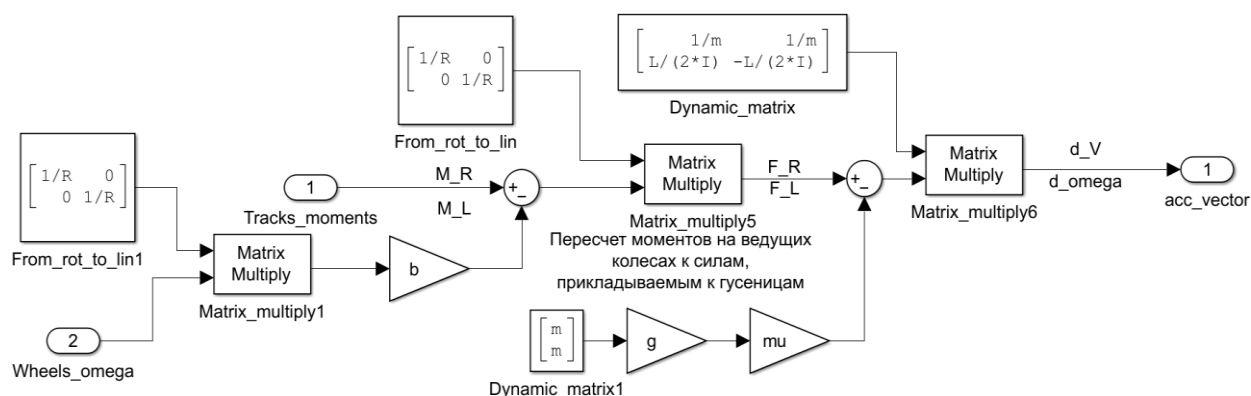 1/m 1/m
L/(2*I) -L/(2*I)
Dynamic_matrix
1/R 0
0 1/R
From_rot_to_lin
1/R 0
0 1/R
From_rot_to_lin1
1
Tracks_moments
M_R
M_L
+
−
Matrix
Multiply
Matrix_multiply5
Пересчет моментов на ведущих
колесах к силам,
прикладываемым к гусеницам
F_R
F_L
+
−
Matrix
Multiply
Matrix_multiply6
d_V
d_omega
1
acc_vector
Matrix
Multiply
Matrix_multiply1
b
2
Wheels_omega
m
m
Dynamic_matrix1
g
mu